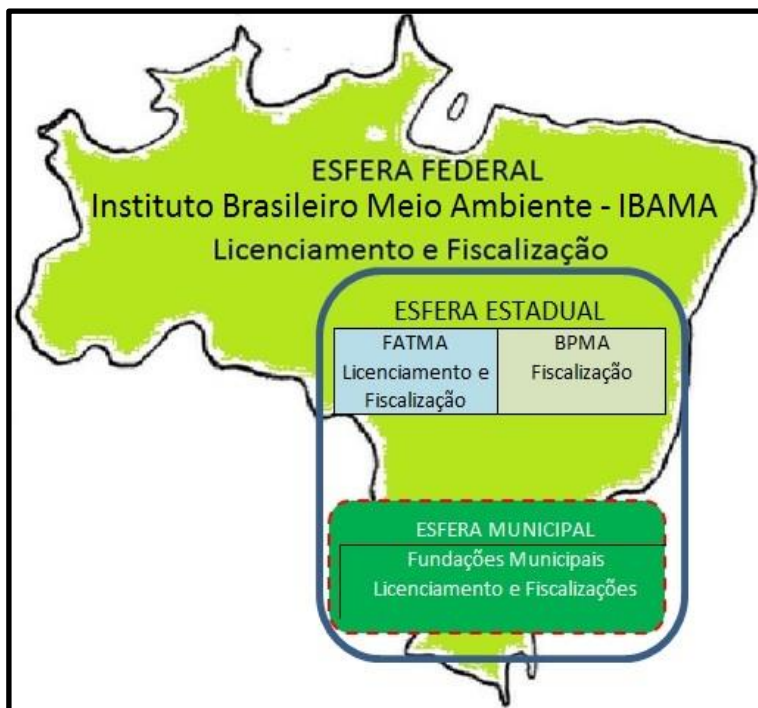 ESFERA FEDERAL
Instituto Brasileiro Meio Ambiente - IBAMA
Licenciamento e Fiscalização
ESFERA ESTADUAL
FATMA
Licenciamento e
Fiscalização
BPMA
Fiscalização
ESFERA MUNICIPAL
Fundações Municipais
Licenciamento e Fiscalizações